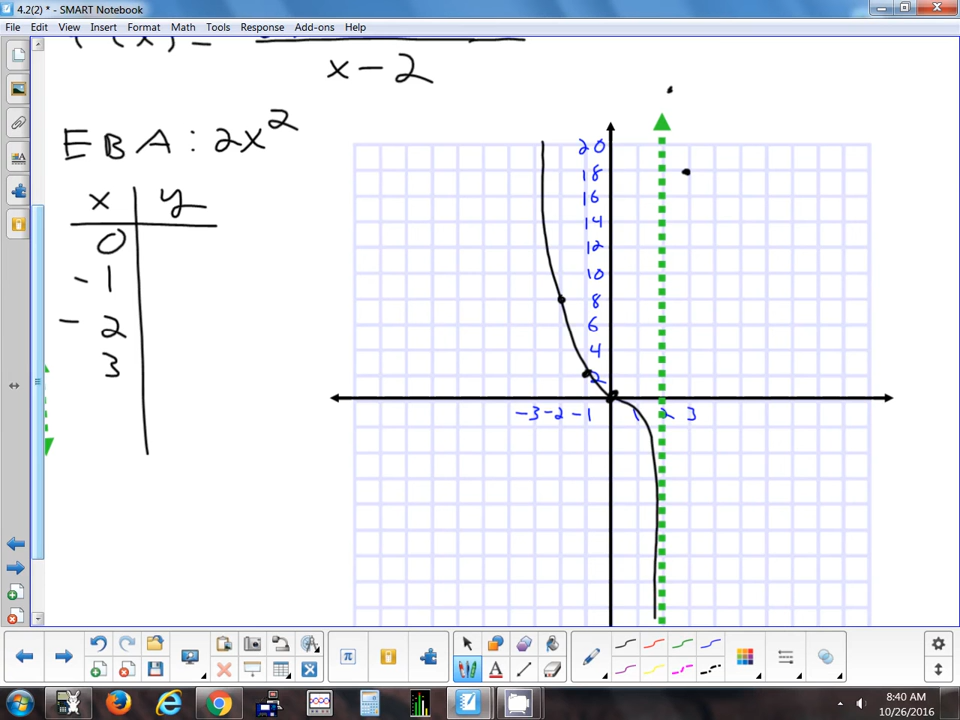 4.2(2) * - SMART Notebook
File Edit View Insert Format Math Tools Response Add-ons Help
x - 2
EBA: 2x²
x y
0
-1
-2
3
20
18
16
14
12
10
8
6
4
2
-3 -2 -1 1 2 3
π
A
8:40 AM
10/26/2016